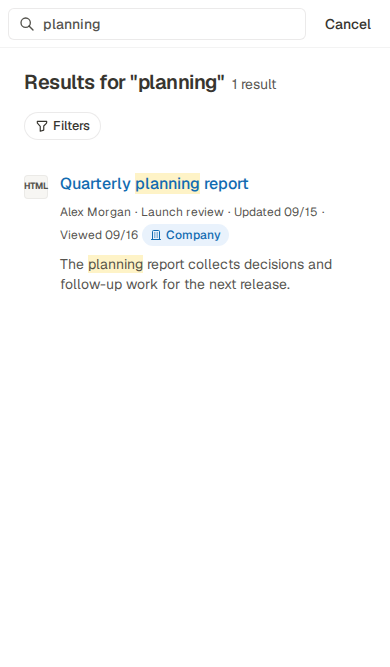 planning
Cancel
Results for "planning" 1 result
Filters
HTML
Quarterly planning report
Alex Morgan · Launch review · Updated 09/15 ·
Viewed 09/16 Company
The planning report collects decisions and
follow-up work for the next release.